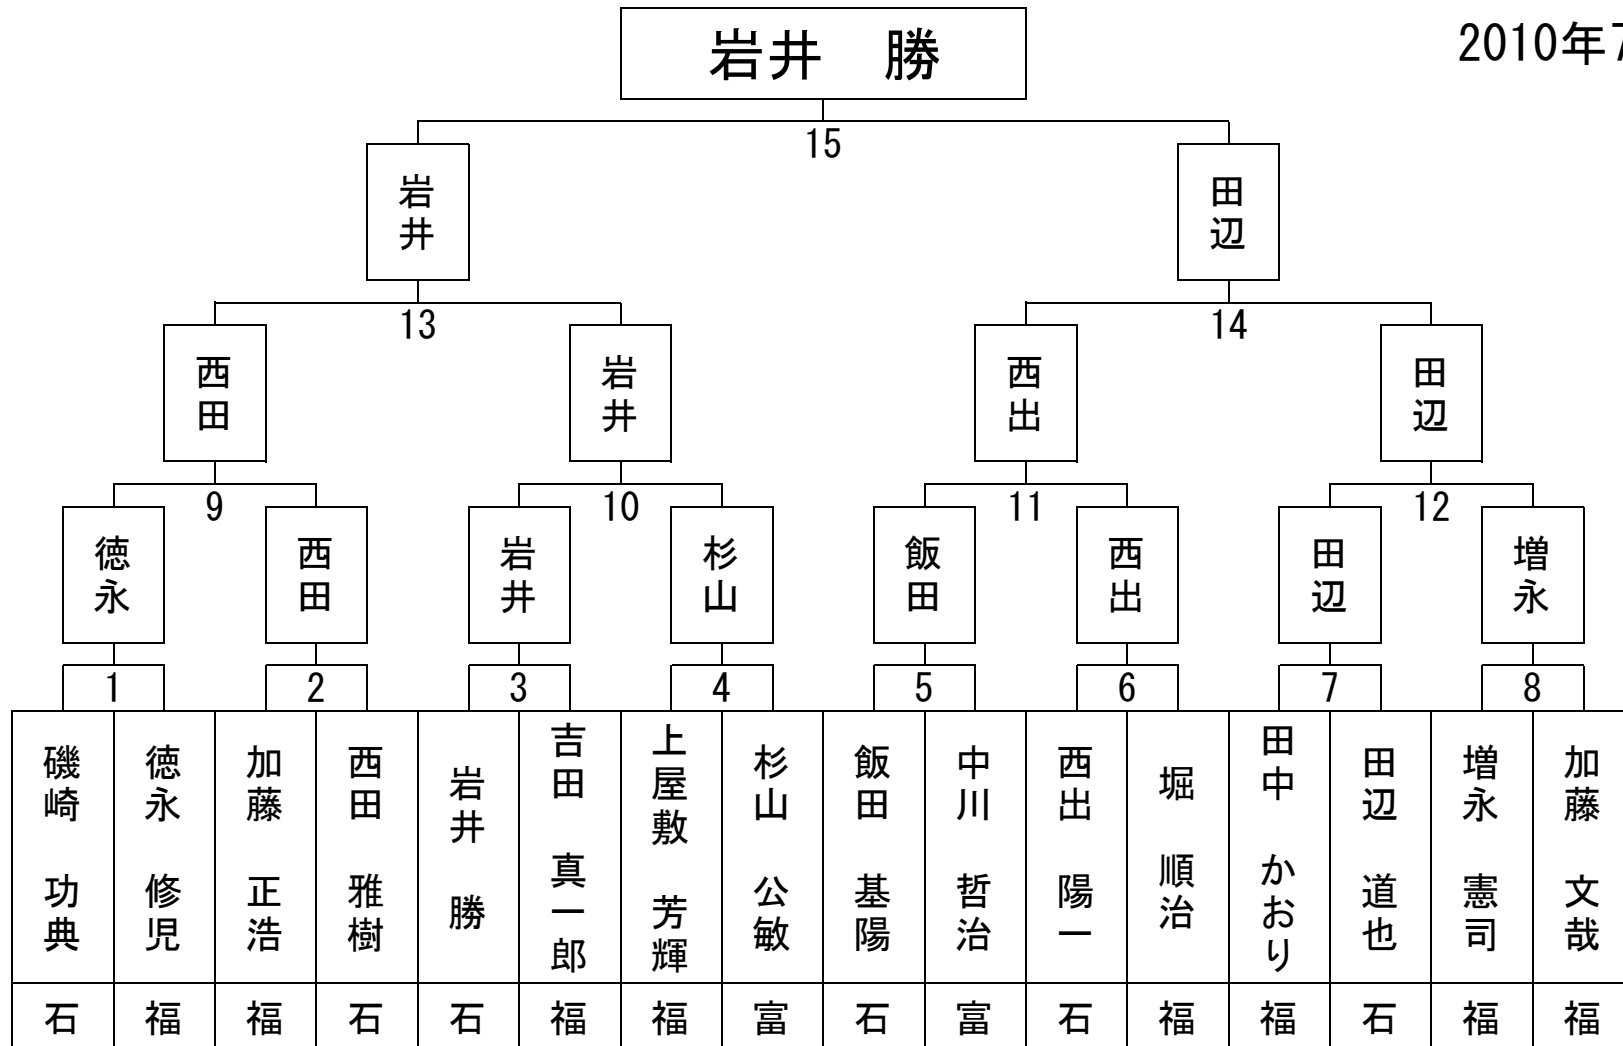 岩井　勝
2010年7
15
岩井
田辺
13
14
西田
岩井
西出
田辺
9
10
11
12
徳永
西田
岩井
杉山
飯田
西出
田辺
増永
1
2
3
4
5
6
7
8
磯崎　功典
徳永　修児
加藤　正浩
西田　雅樹
岩井　勝
吉田　真一郎
上屋敷　芳輝
杉山　公敏
飯田　基陽
中川　哲治
西出　陽一
堀　順治
田中　かおり
田辺　道也
増永　憲司
加藤　文哉
石
福
福
石
石
福
福
富
石
富
石
福
福
石
福
福